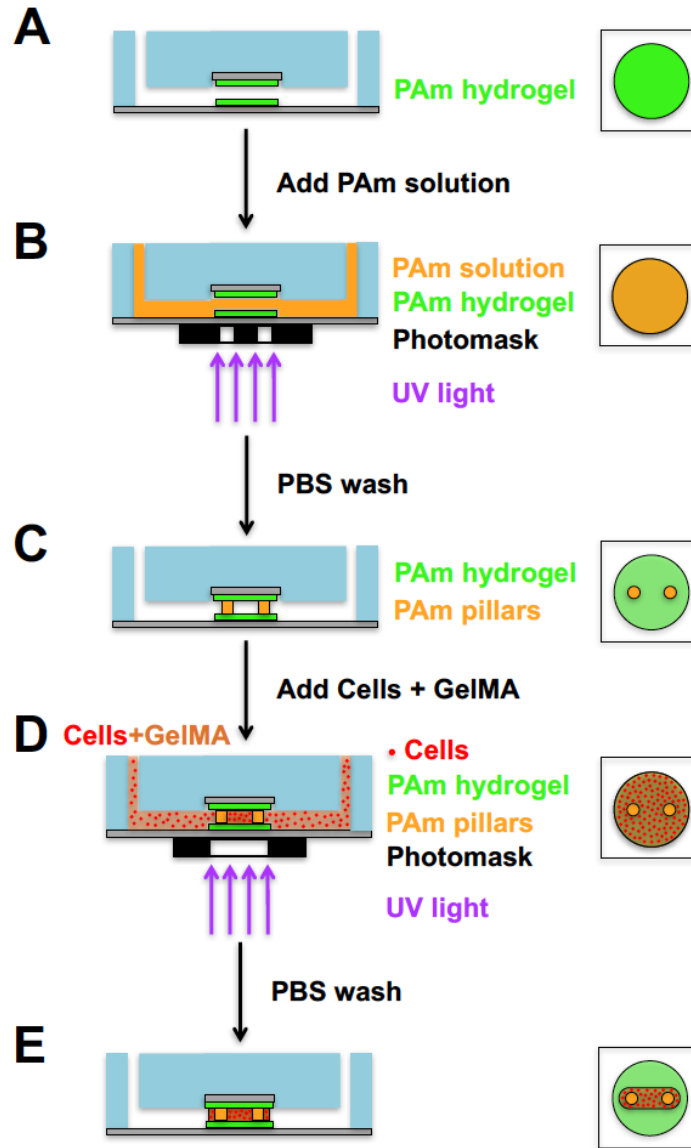 A
PAm hydrogel
Add PAm solution
B
PAm solution
PAm hydrogel
Photomask
UV light
PBS wash
C
PAm hydrogel
PAm pillars
Add Cells + GelMA
D
Cells+GelMA
• Cells
PAm hydrogel
PAm pillars
Photomask
UV light
PBS wash
E